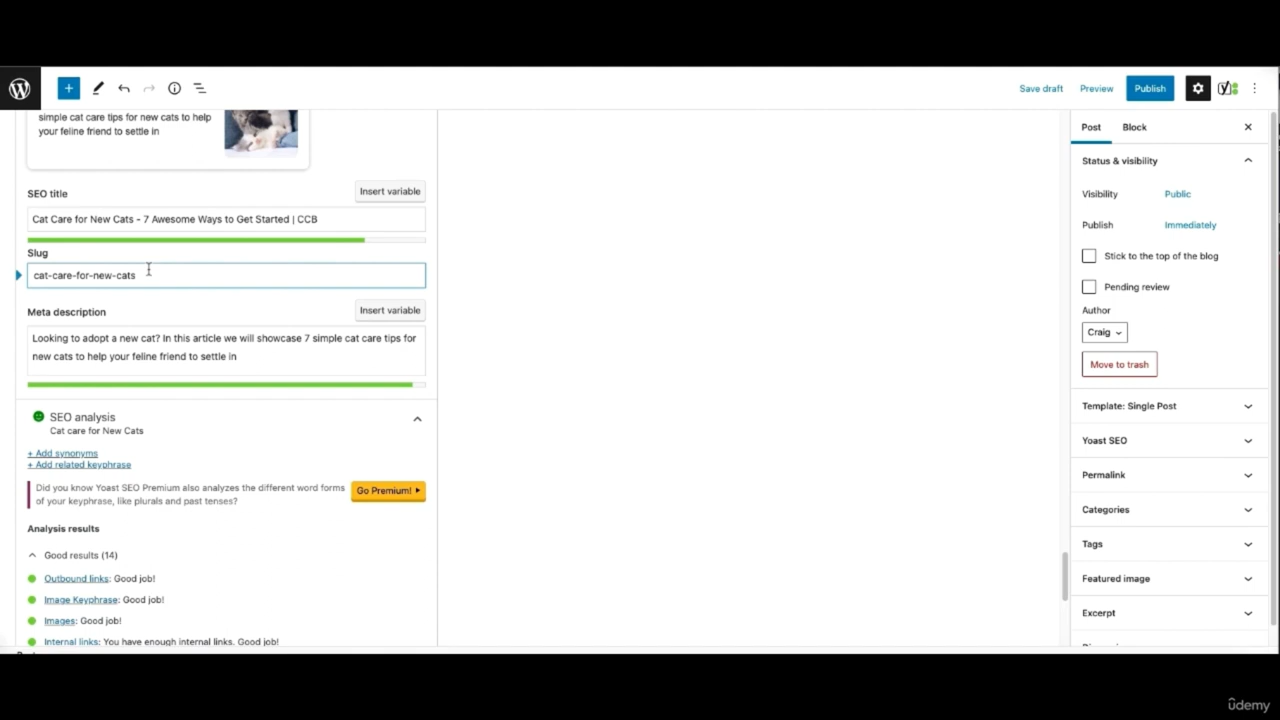 Save draft
Preview
Publish
simple cat care tips for new cats to help
your feline friend to settle in
SEO title
Insert variable
Cat Care for New Cats - 7 Awesome Ways to Get Started | CCB
Slug
cat-care-for-new-cats
Meta description
Insert variable
Looking to adopt a new cat? In this article we will showcase 7 simple cat care tips for
new cats to help your feline friend to settle in
SEO analysis
Cat care for New Cats
+ Add synonyms
+ Add related keyphrase
Did you know Yoast SEO Premium also analyzes the different word forms
of your keyphrase, like plurals and past tenses?
Go Premium!
Analysis results
Good results (14)
Outbound links: Good job!
Image Keyphrase: Good job!
Images: Good job!
Internal links: You have enough internal links. Good job!
Post
Block
Status & visibility
Visibility
Public
Publish
Immediately
Stick to the top of the blog
Pending review
Author
Craig
Move to trash
Template: Single Post
Yoast SEO
Permalink
Categories
Tags
Featured image
Excerpt
ûdemy